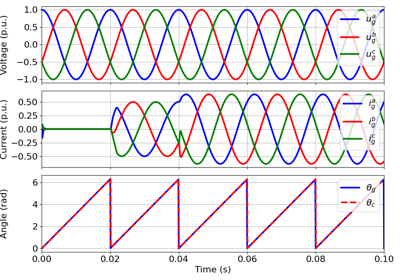 Voltage (p.u.)
1.0
0.5
0.0
−0.5
−1.0
u_g^a
u_g^b
u_g^c
Current (p.u.)
0.50
0.25
0.00
−0.25
−0.50
i_g^a
i_g^b
i_g^c
Angle (rad)
6
4
2
0
θ_g
θ_c
0.00 0.02 0.04 0.06 0.08 0.10
Time (s)